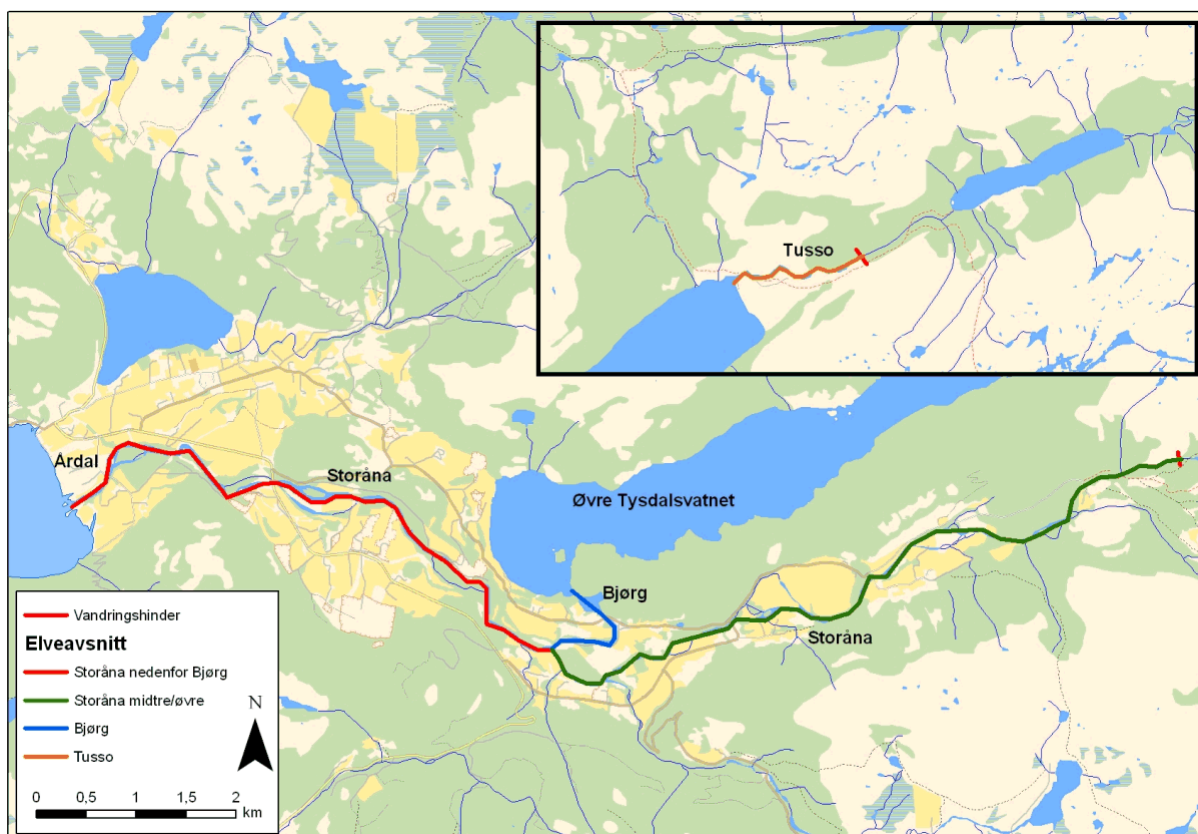 Tusso
Årdal
Storåna
Øvre Tysdalsvatnet
Bjørg
Storåna
Vandringshinder
Elveavsnitt
Storåna nedenfor Bjørg
Storåna midtre/øvre
Bjørg
Tusso
N
0 0,5 1 1,5 2
km